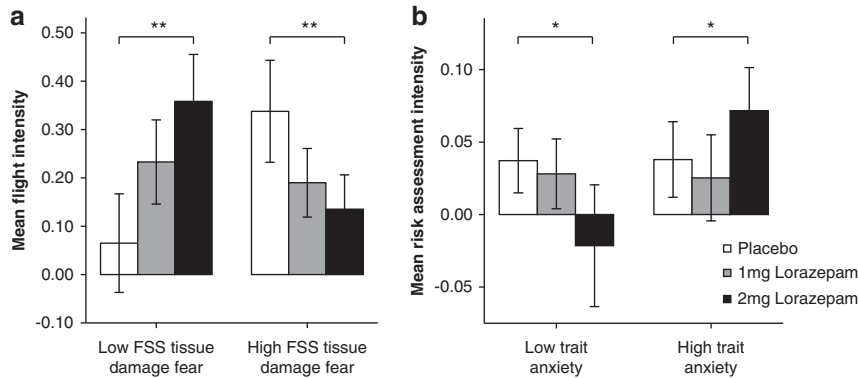 a
Mean flight intensity
0.50
0.40
0.30
0.20
0.10
0.00
-0.10
**
**
Low FSS tissue
damage fear
High FSS tissue
damage fear
b
Mean risk assessment intensity
0.10
0.05
0.00
-0.05
*
*
Low trait
anxiety
High trait
anxiety
Placebo
1mg Lorazepam
2mg Lorazepam